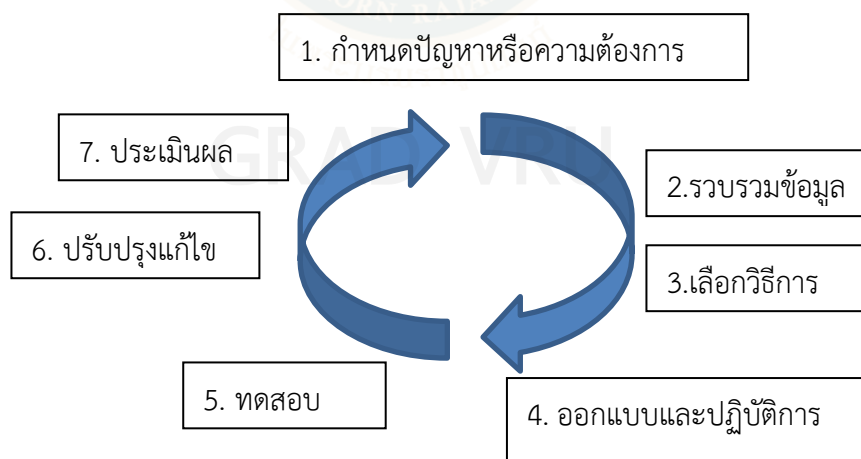 1. กำหนดปัญหาหรือความต้องการ
7. ประเมินผล
GRAD VRU
2.รวบรวมข้อมูล
6. ปรับปรุงแก้ไข
3.เลือกวิธีการ
5. ทดสอบ
4. ออกแบบและปฏิบัติการ